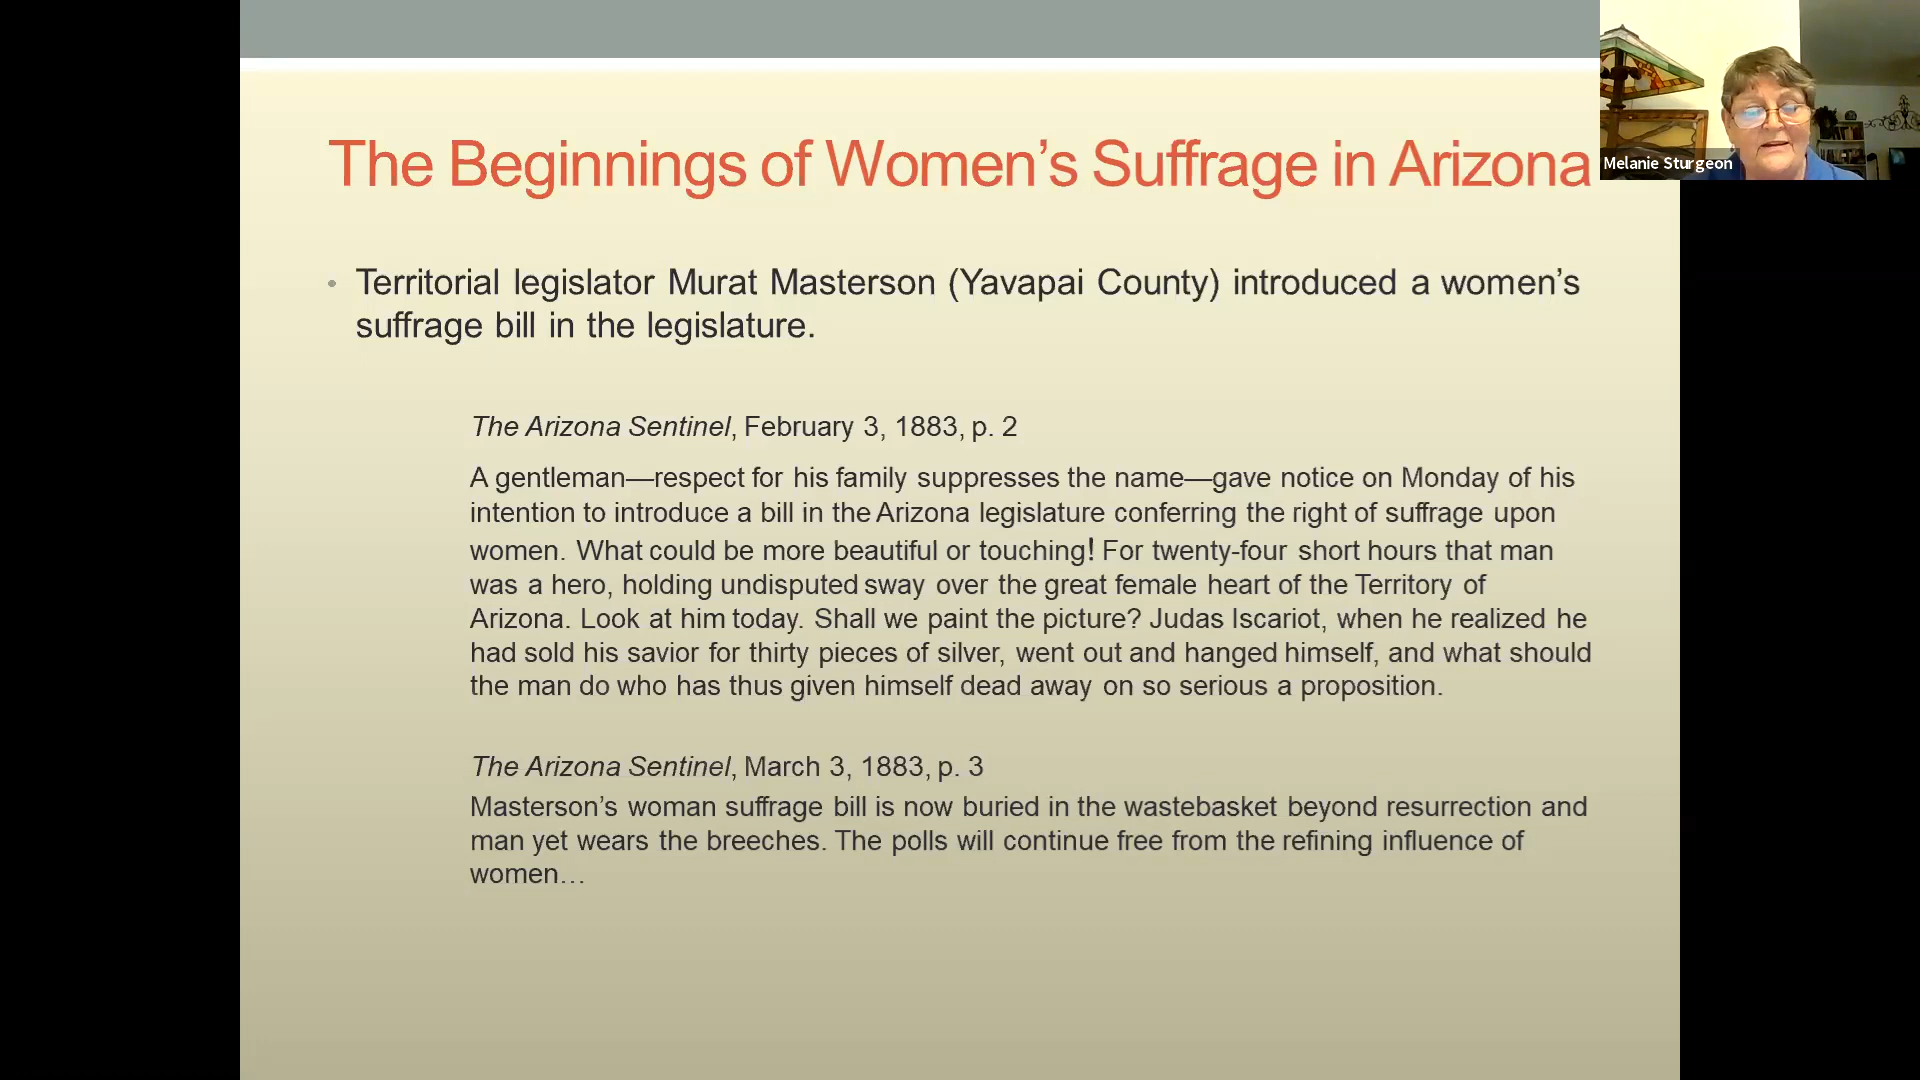 The Beginnings of Women’s Suffrage in Arizona
Melanie Sturgeon
• Territorial legislator Murat Masterson (Yavapai County) introduced a women’s
suffrage bill in the legislature.
The Arizona Sentinel, February 3, 1883, p. 2
A gentleman—respect for his family suppresses the name—gave notice on Monday of his
intention to introduce a bill in the Arizona legislature conferring the right of suffrage upon
women. What could be more beautiful or touching! For twenty-four short hours that man
was a hero, holding undisputed sway over the great female heart of the Territory of
Arizona. Look at him today. Shall we paint the picture? Judas Iscariot, when he realized he
had sold his savior for thirty pieces of silver, went out and hanged himself, and what should
the man do who has thus given himself dead away on so serious a proposition.
The Arizona Sentinel, March 3, 1883, p. 3
Masterson’s woman suffrage bill is now buried in the wastebasket beyond resurrection and
man yet wears the breeches. The polls will continue free from the refining influence of
women…